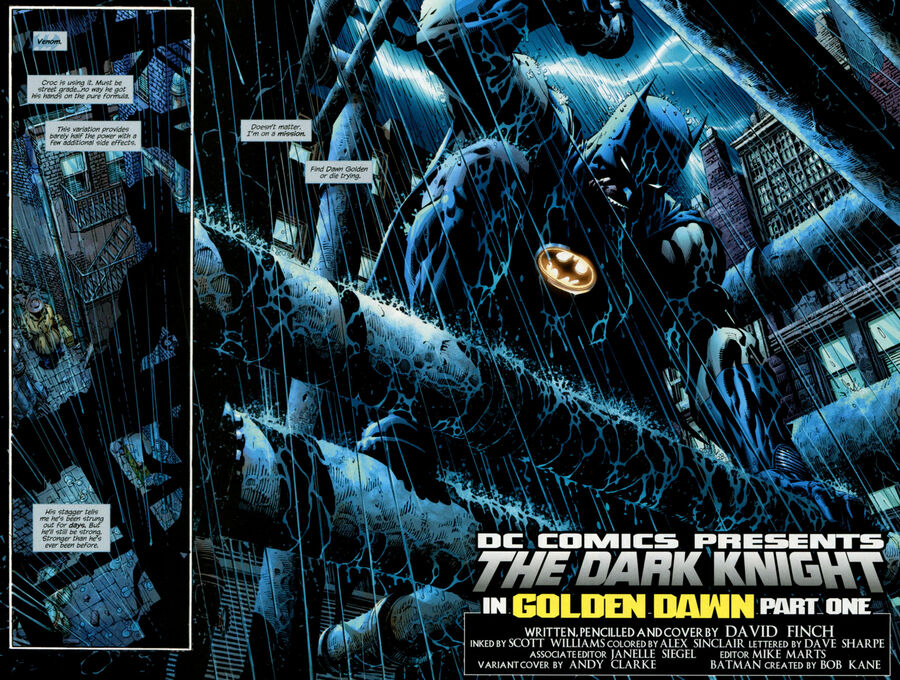 Venom.
Croc is using it. Must be
street grade...no way he got
his hands on the pure formula.
This variation provides
barely half the power with a
few additional side effects.
His stagger tells
me he's been strung
out for days. But
he'll still be strong.
Stronger than he's
ever been before.
Doesn't matter.
I'm on a mission.
Find Dawn Golden
or die trying.
DC COMICS PRESENTS
THE DARK KNIGHT
IN GOLDEN DAWN PART ONE
WRITTEN, PENCILLED AND COVER BY DAVID FINCH
INKED BY SCOTT WILLIAMS COLORED BY ALEX SINCLAIR LETTERED BY DAVE SHARPE
ASSOCIATE EDITOR JANELLE SIEGEL EDITOR MIKE MARTS
VARIANT COVER BY ANDY CLARKE BATMAN CREATED BY BOB KANE